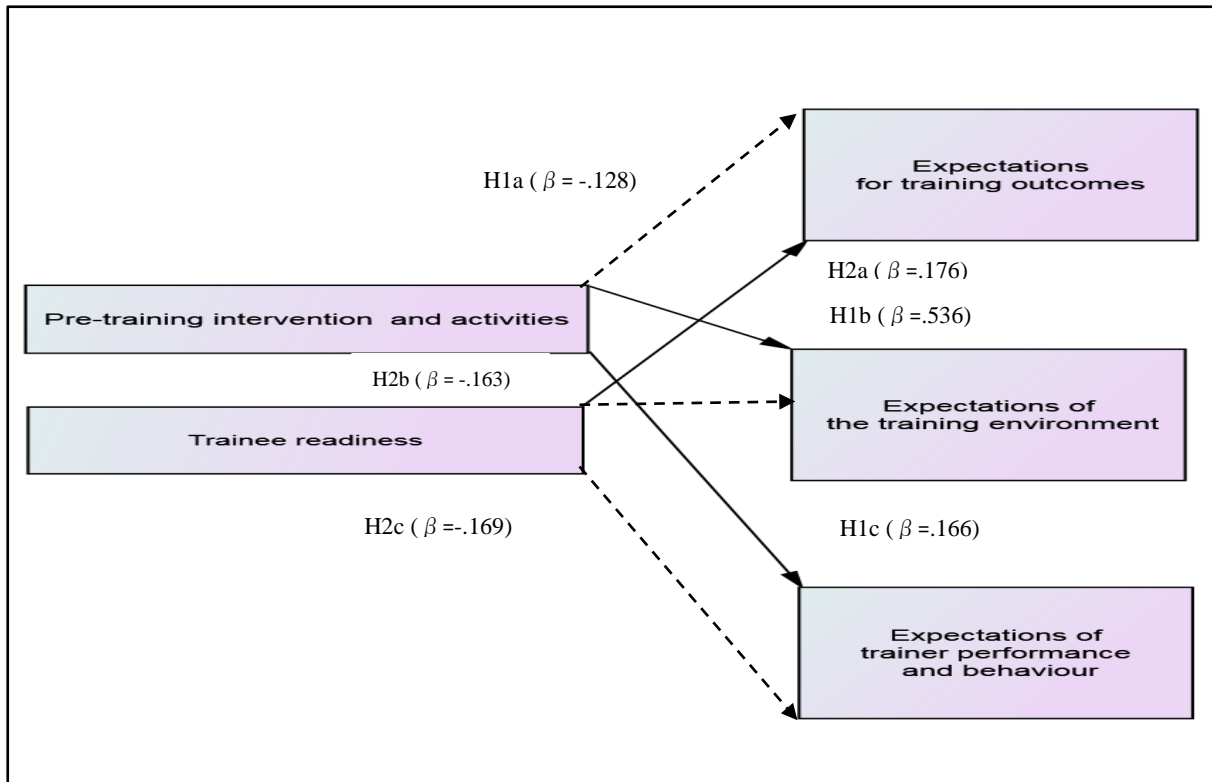 Expectations
for training outcomes
H1a ( β = -.128)
H2a ( β =.176)
Pre-training intervention and activities
H1b ( β =.536)
H2b ( β = -.163)
Expectations of
the training environment
Trainee readiness
H2c ( β =-.169)
H1c ( β =.166)
Expectations of
trainer performance
and behaviour